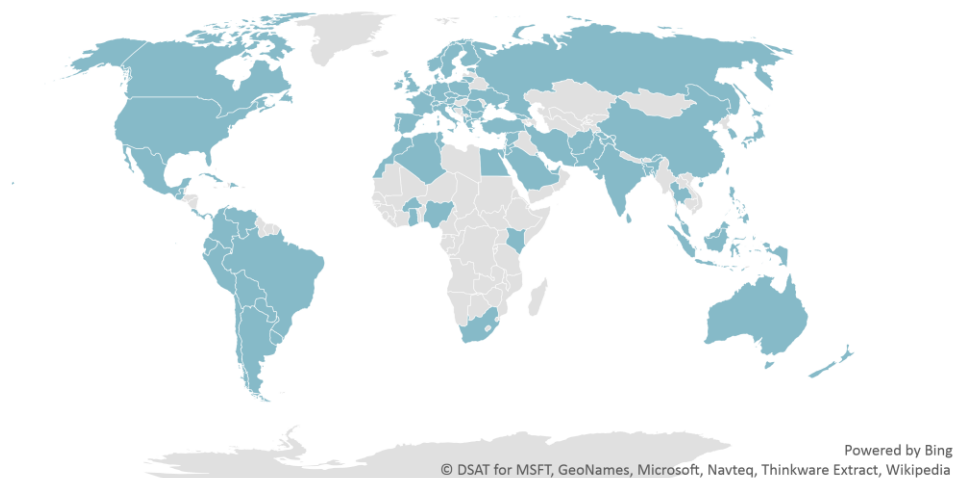 Powered by Bing
© DSAT for MSFT, GeoNames, Microsoft, Navteq, Thinkware Extract, Wikipedia